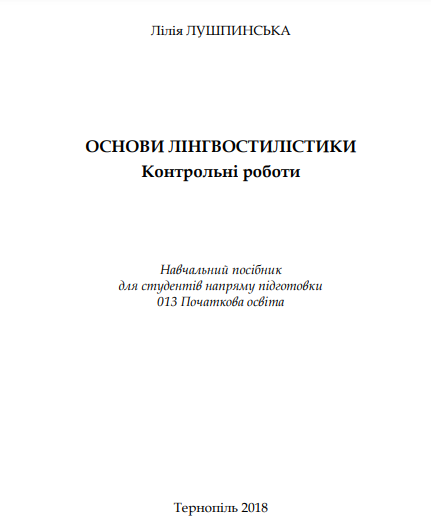 Лілія ЛУШПИНСЬКА
ОСНОВИ ЛІНГВОСТИЛІСТИКИ
Контрольні роботи
Навчальний посібник
для студентів напряму підготовки
013 Початкова освіта
Тернопіль 2018